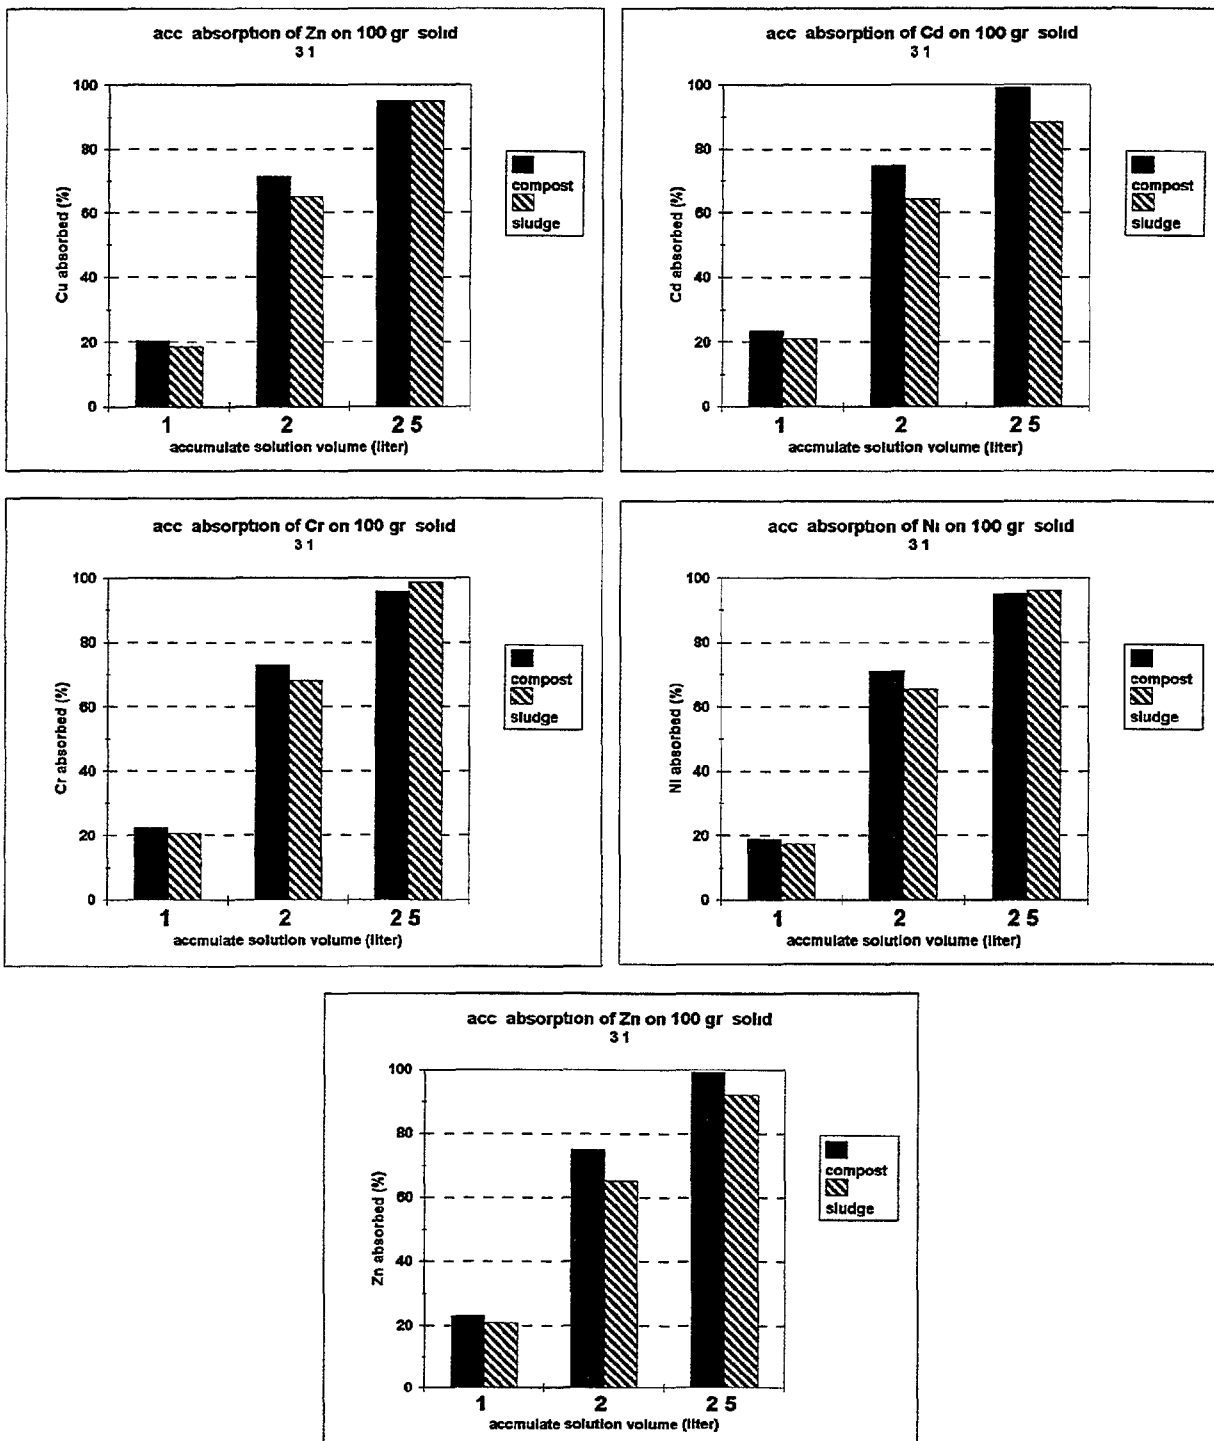 acc absorption of Zn on 100 gr solid
3 1
Cu absorbed (%)
100
80
60
40
20
0
1 2 2 5
accumulate solution volume (liter)
compost
sludge
acc absorption of Cd on 100 gr solid
3 1
Cd absorbed (%)
100
80
60
40
20
0
1 2 2 5
accumulate solution volume (liter)
compost
sludge
acc absorption of Cr on 100 gr solid
3 1
Cr absorbed (%)
100
80
60
40
20
0
1 2 2 5
accmulate solution volume (liter)
compost
sludge
acc absorption of Ni on 100 gr solid
3 1
Ni absorbed (%)
100
80
60
40
20
0
1 2 2 5
accmulate solution volume (liter)
compost
sludge
acc absorption of Zn on 100 gr solid
3 1
Zn absorbed (%)
100
80
60
40
20
0
1 2 2 5
accmulate solution volume (liter)
compost
sludge